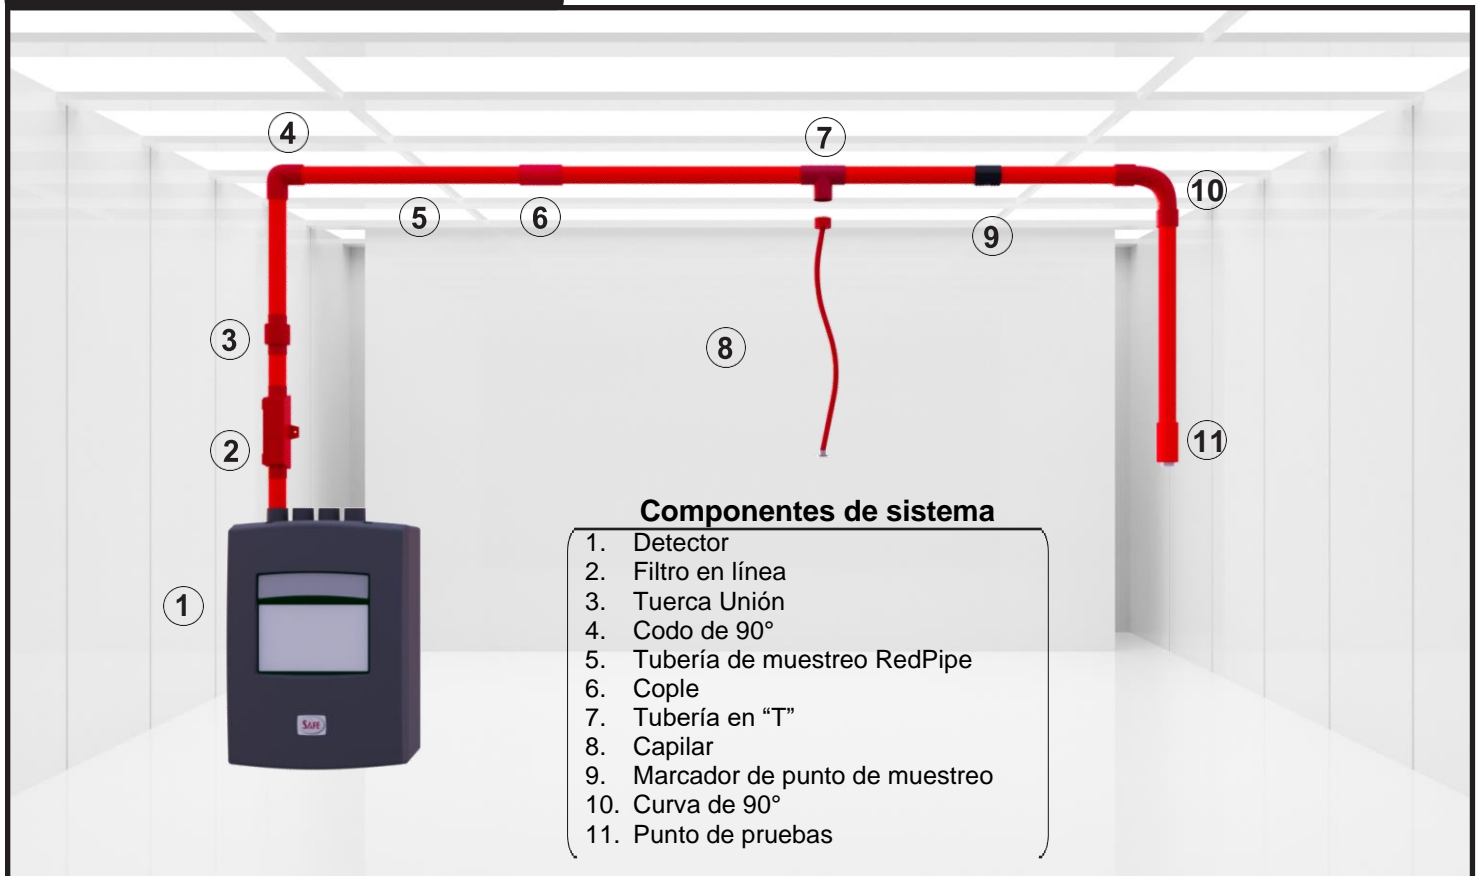 4
7
10
5
6
9
3
8
11
2
Componentes de sistema
1. Detector
2. Filtro en línea
3. Tuerca Unión
4. Codo de 90°
5. Tubería de muestreo RedPipe
6. Cople
7. Tubería en “T”
8. Capilar
9. Marcador de punto de muestreo
10. Curva de 90°
11. Punto de pruebas
1
SAFE